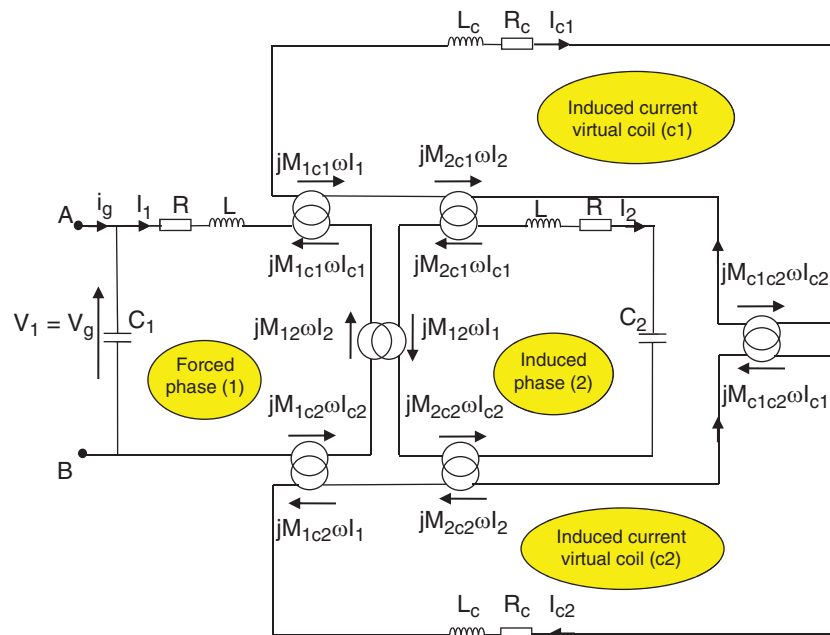 Lc Rc Ic1
Induced current
virtual coil (c1)
jM1c1ωI1 jM2c1ωI2
A ig I1 R L L R I2
jM1c1ωIc1 jM2c1ωIc1
jMc1c2ωIc2
V1 = Vg C1 jM12ωI2 jM12ωI1 C2
Forced
phase (1)
Induced
phase (2)
jM1c2ωIc2 jM2c2ωIc2 jMc1c2ωIc1
B
jM1c2ωI1 jM2c2ωI2
Induced current
virtual coil (c2)
Lc Rc Ic2